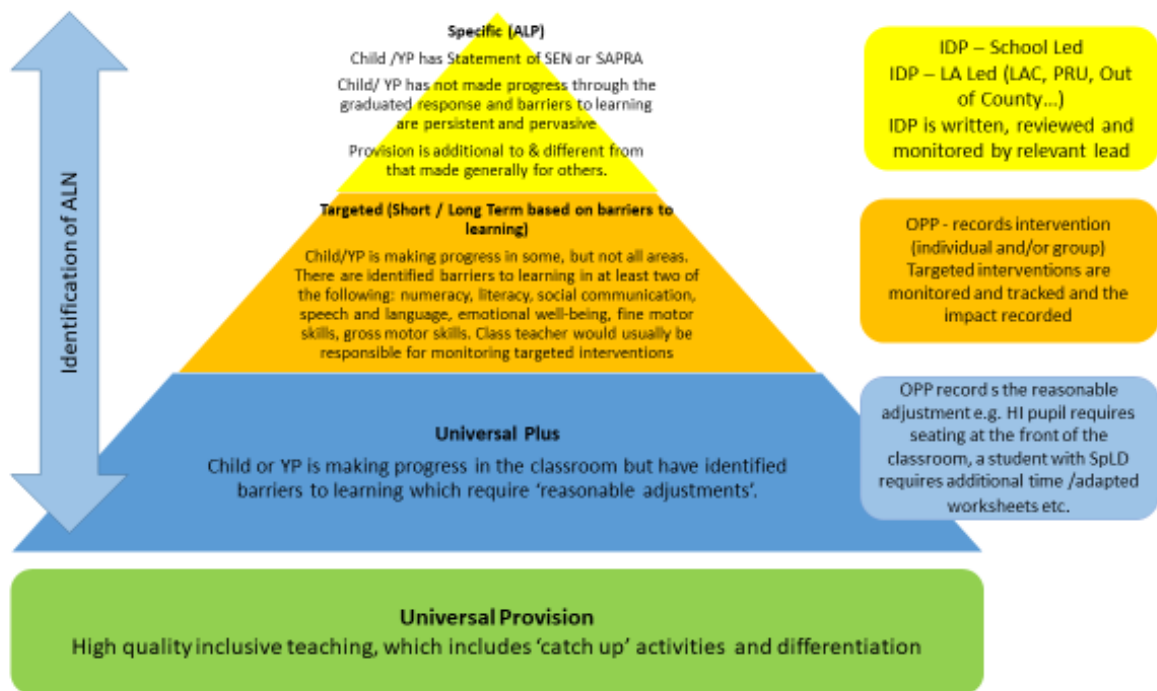 Identification of ALN
Specific (ALP)
Child /YP has Statement of SEN or SAPRA
Child/ YP has not made progress through the
graduated response and barriers to learning
are persistent and pervasive
Provision is additional to & different from
that made generally for others.
IDP – School Led
IDP – LA Led (LAC, PRU, Out
of County...)
IDP is written, reviewed and
monitored by relevant lead
Targeted (Short / Long Term based on barriers to
learning)
Child/YP is making progress in some, but not all areas.
There are identified barriers to learning in at least two of
the following: numeracy, literacy, social communication,
speech and language, emotional well-being, fine motor
skills, gross motor skills. Class teacher would usually be
responsible for monitoring targeted interventions
OPP - records intervention
(individual and/or group)
Targeted interventions are
monitored and tracked and the
impact recorded
Universal Plus
Child or YP is making progress in the classroom but have identified
barriers to learning which require ‘reasonable adjustments’.
OPP record s the reasonable
adjustment e.g. HI pupil requires
seating at the front of the
classroom, a student with SpLD
requires additional time /adapted
worksheets etc.
Universal Provision
High quality inclusive teaching, which includes ‘catch up’ activities and differentiation